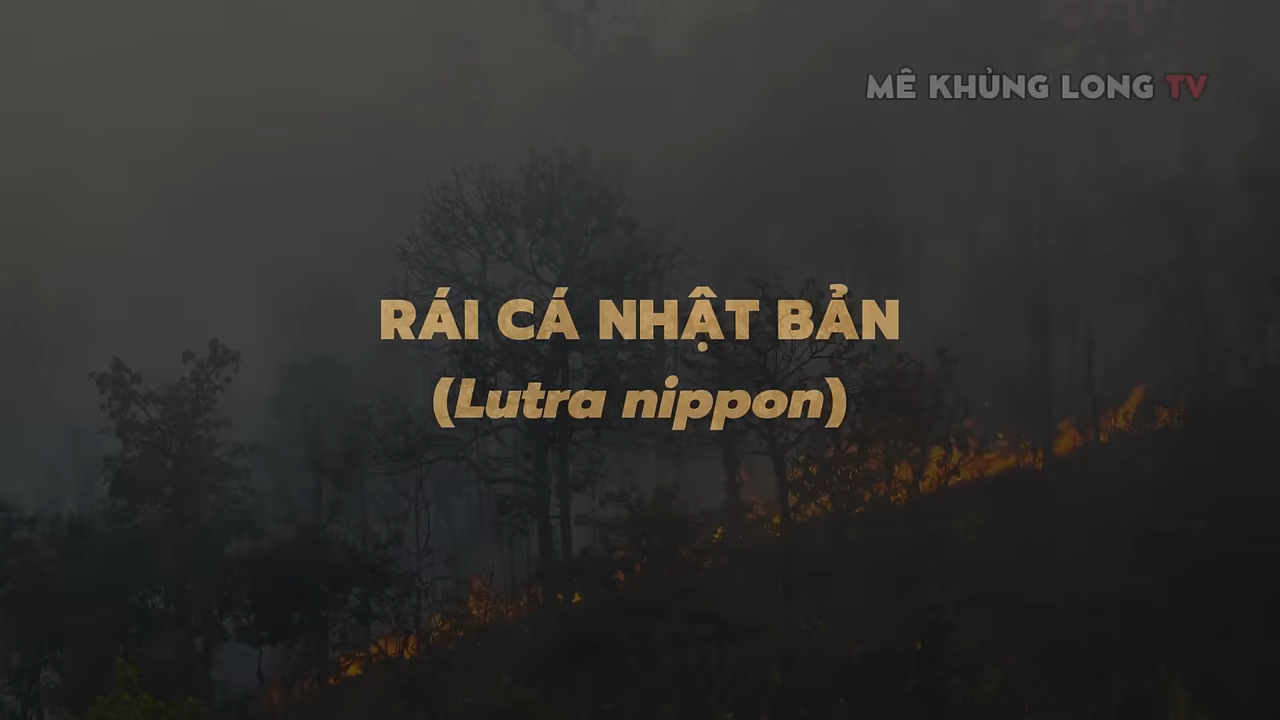 MÊ KHỦNG LONG TV
RÁI CÁ NHẬT BẢN
(Lutra nippon)